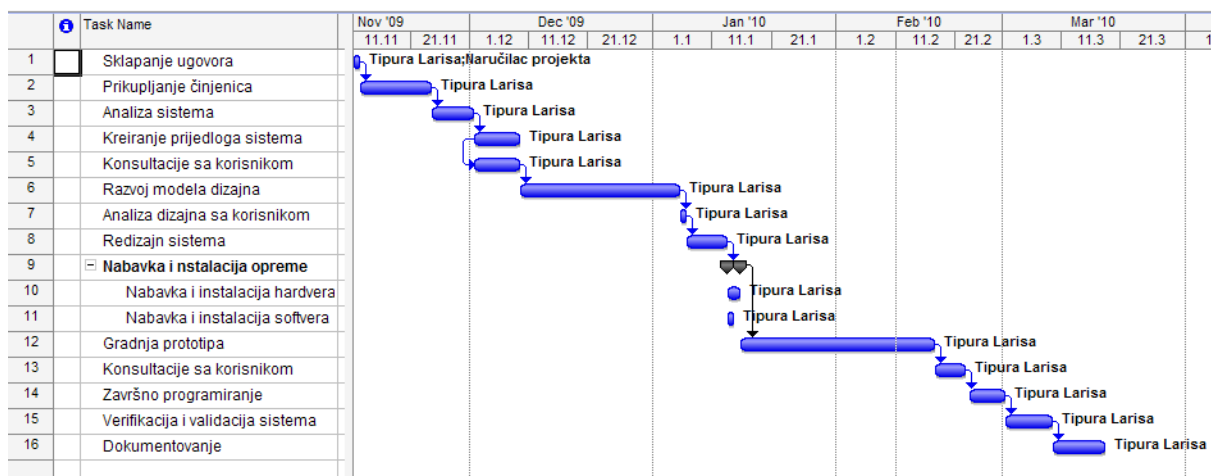 Task Name Nov '09 Dec '09 Jan '10 Feb '10 Mar '10
11.11 21.11 1.12 11.12 21.12 1.1 11.1 21.1 1.2 11.2 21.2 1.3 11.3 21.3 1
1 Sklapanje ugovora Tipura Larisa;Naručilac projekta
2 Prikupljanje činjenica Tipura Larisa
3 Analiza sistema Tipura Larisa
4 Kreiranje prijedloga sistema Tipura Larisa
5 Konsultacije sa korisnikom Tipura Larisa
6 Razvoj modela dizajna Tipura Larisa
7 Analiza dizajna sa korisnikom Tipura Larisa
8 Redizajn sistema Tipura Larisa
9 Nabavka i nstalacija opreme
10 Nabavka i instalacija hardvera Tipura Larisa
11 Nabavka i instalacija softvera Tipura Larisa
12 Gradnja prototipa Tipura Larisa
13 Konsultacije sa korisnikom Tipura Larisa
14 Završno programiranje Tipura Larisa
15 Verifikacija i validacija sistema Tipura Larisa
16 Dokumentovanje Tipura Larisa